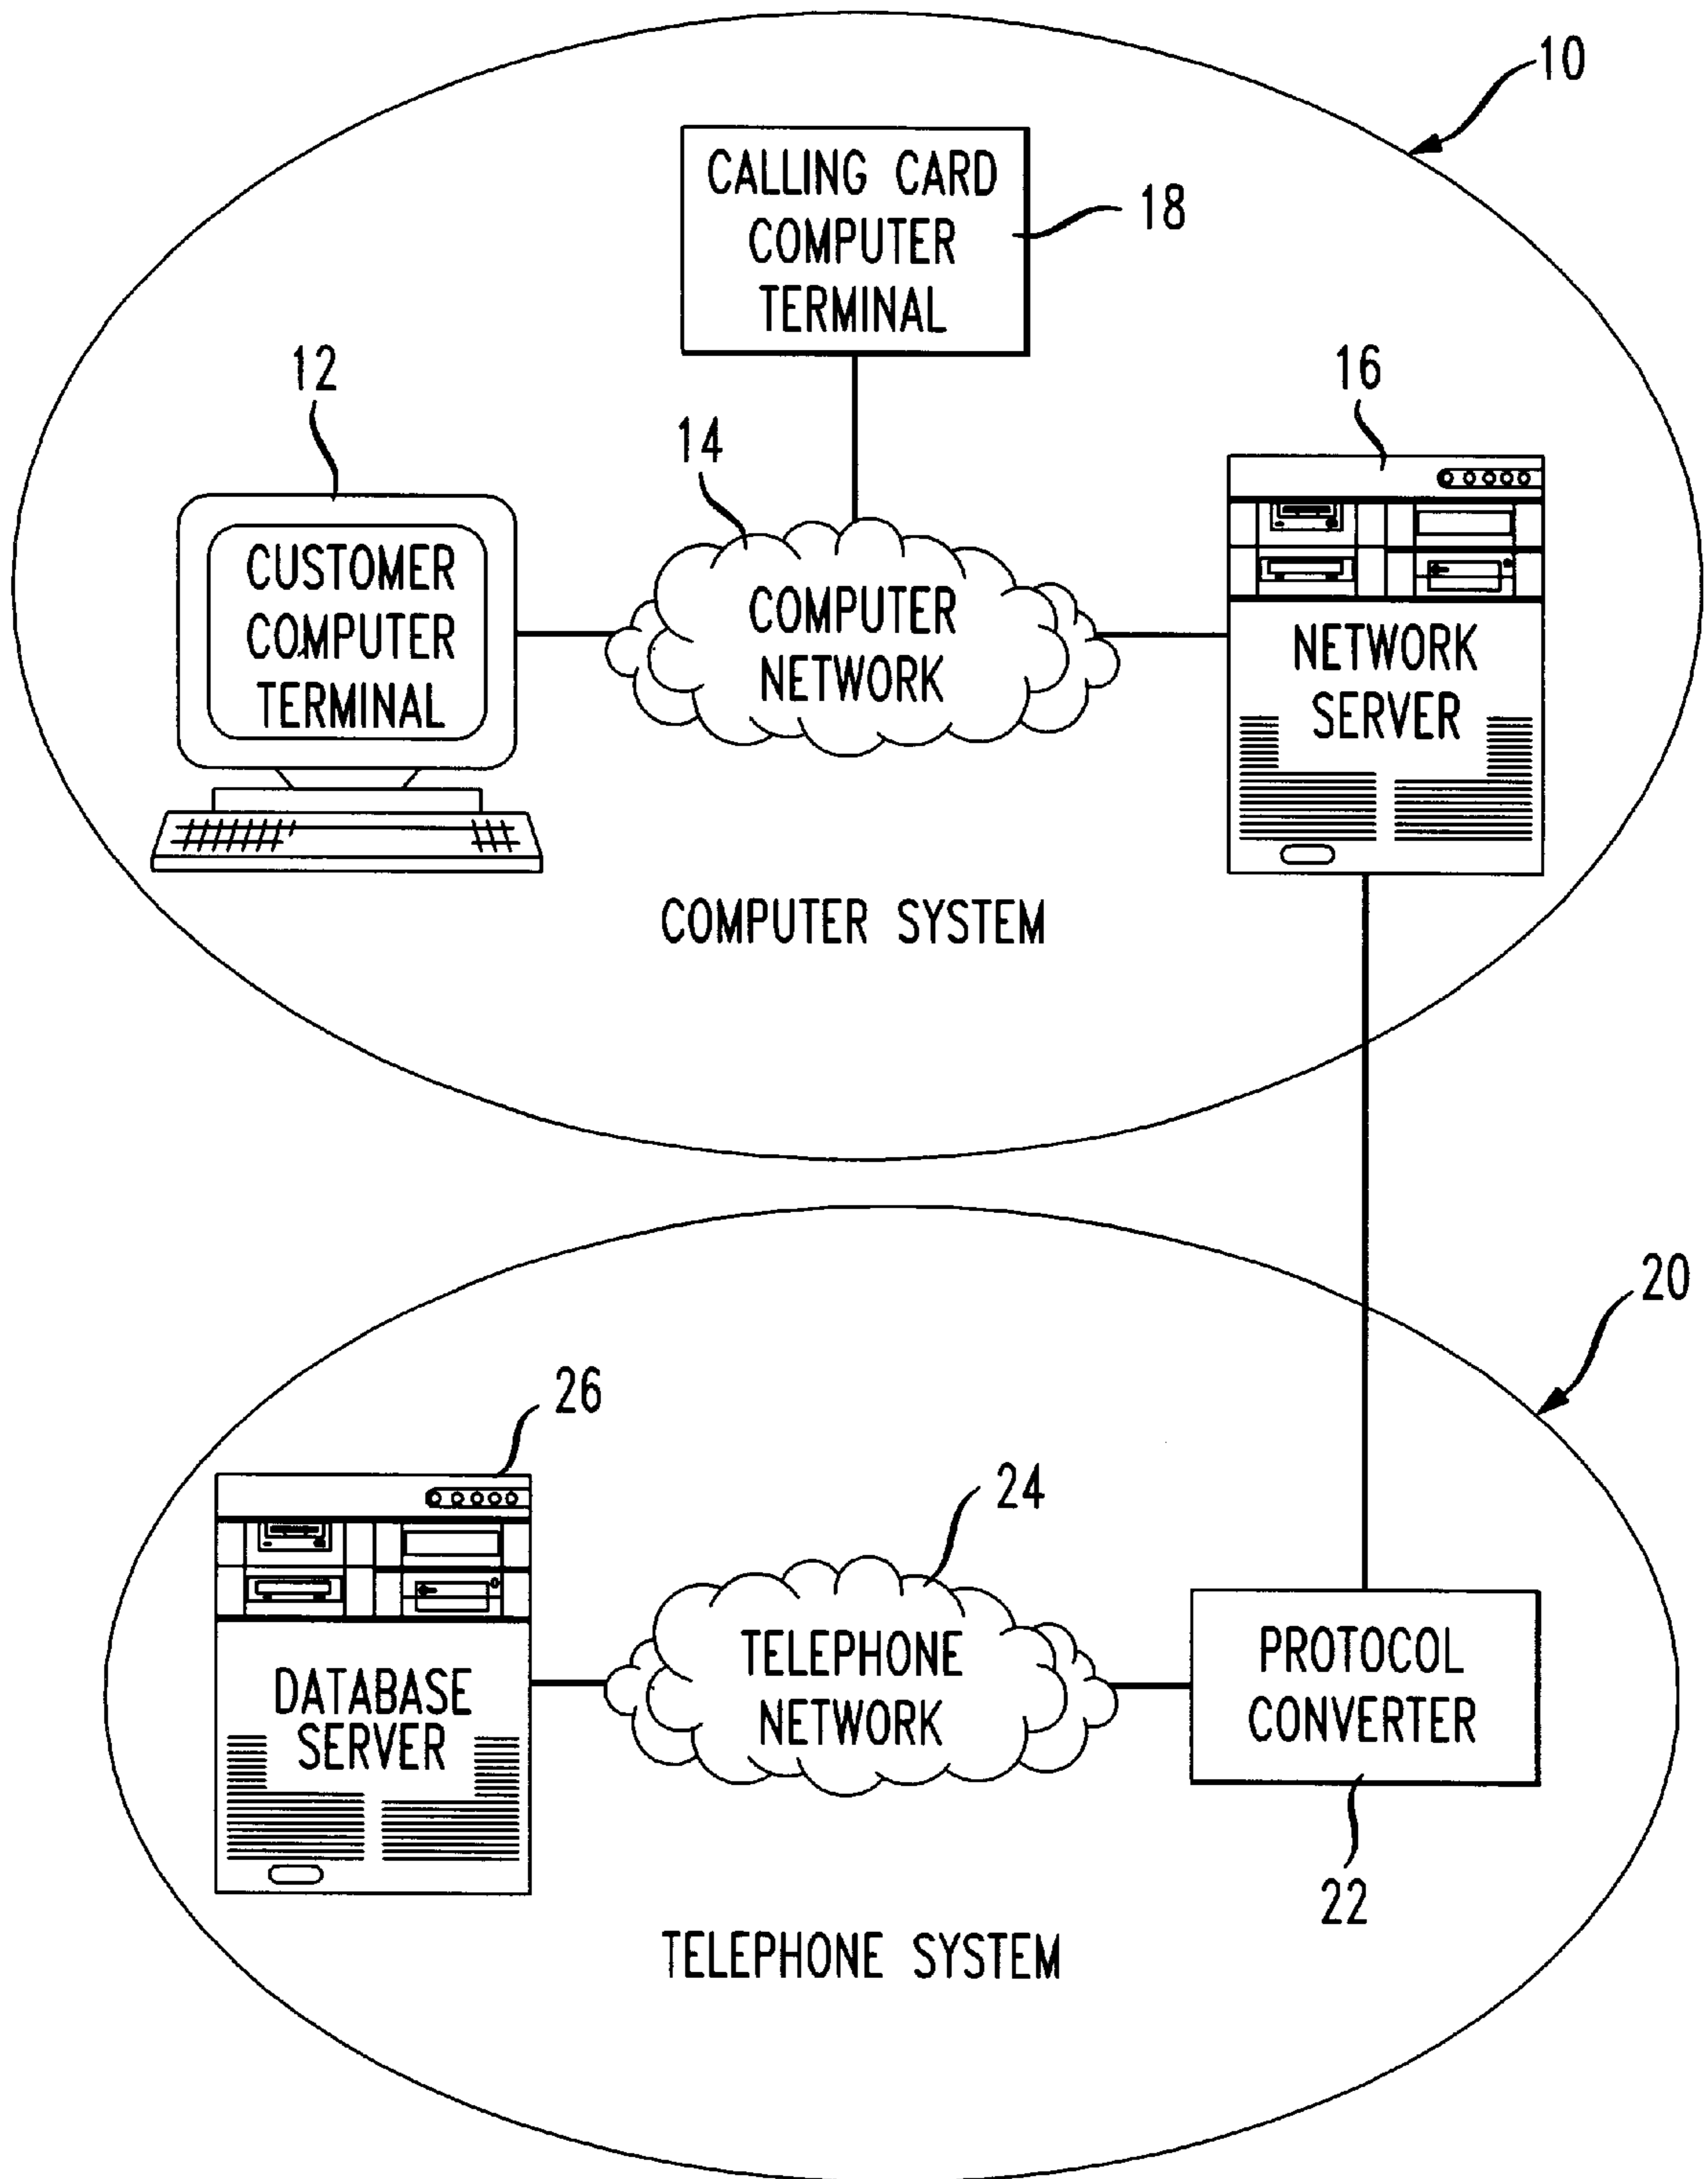 10
CALLING CARD
COMPUTER
TERMINAL
18
12
14
16
CUSTOMER
COMPUTER
TERMINAL
COMPUTER
NETWORK
NETWORK
SERVER
COMPUTER SYSTEM
20
26
24
TELEPHONE
NETWORK
PROTOCOL
CONVERTER
DATABASE
SERVER
22
TELEPHONE SYSTEM